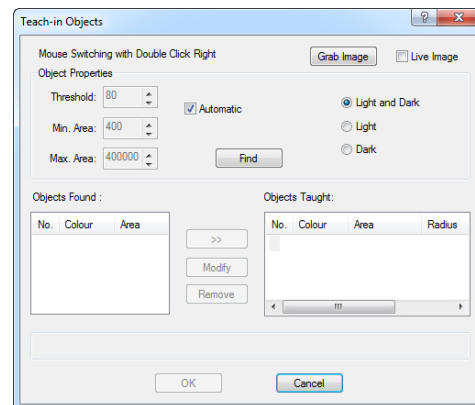 Teach-in Objects
Mouse Switching with Double Click Right
Grab Image
Live Image
Object Properties
Threshold: 80
Automatic
Light and Dark
Min. Area: 400
Light
Max. Area: 400000
Find
Dark
Objects Found :
Objects Taught:
No. Colour Area
No. Colour Area Radius
>>
Modify
Remove
OK
Cancel